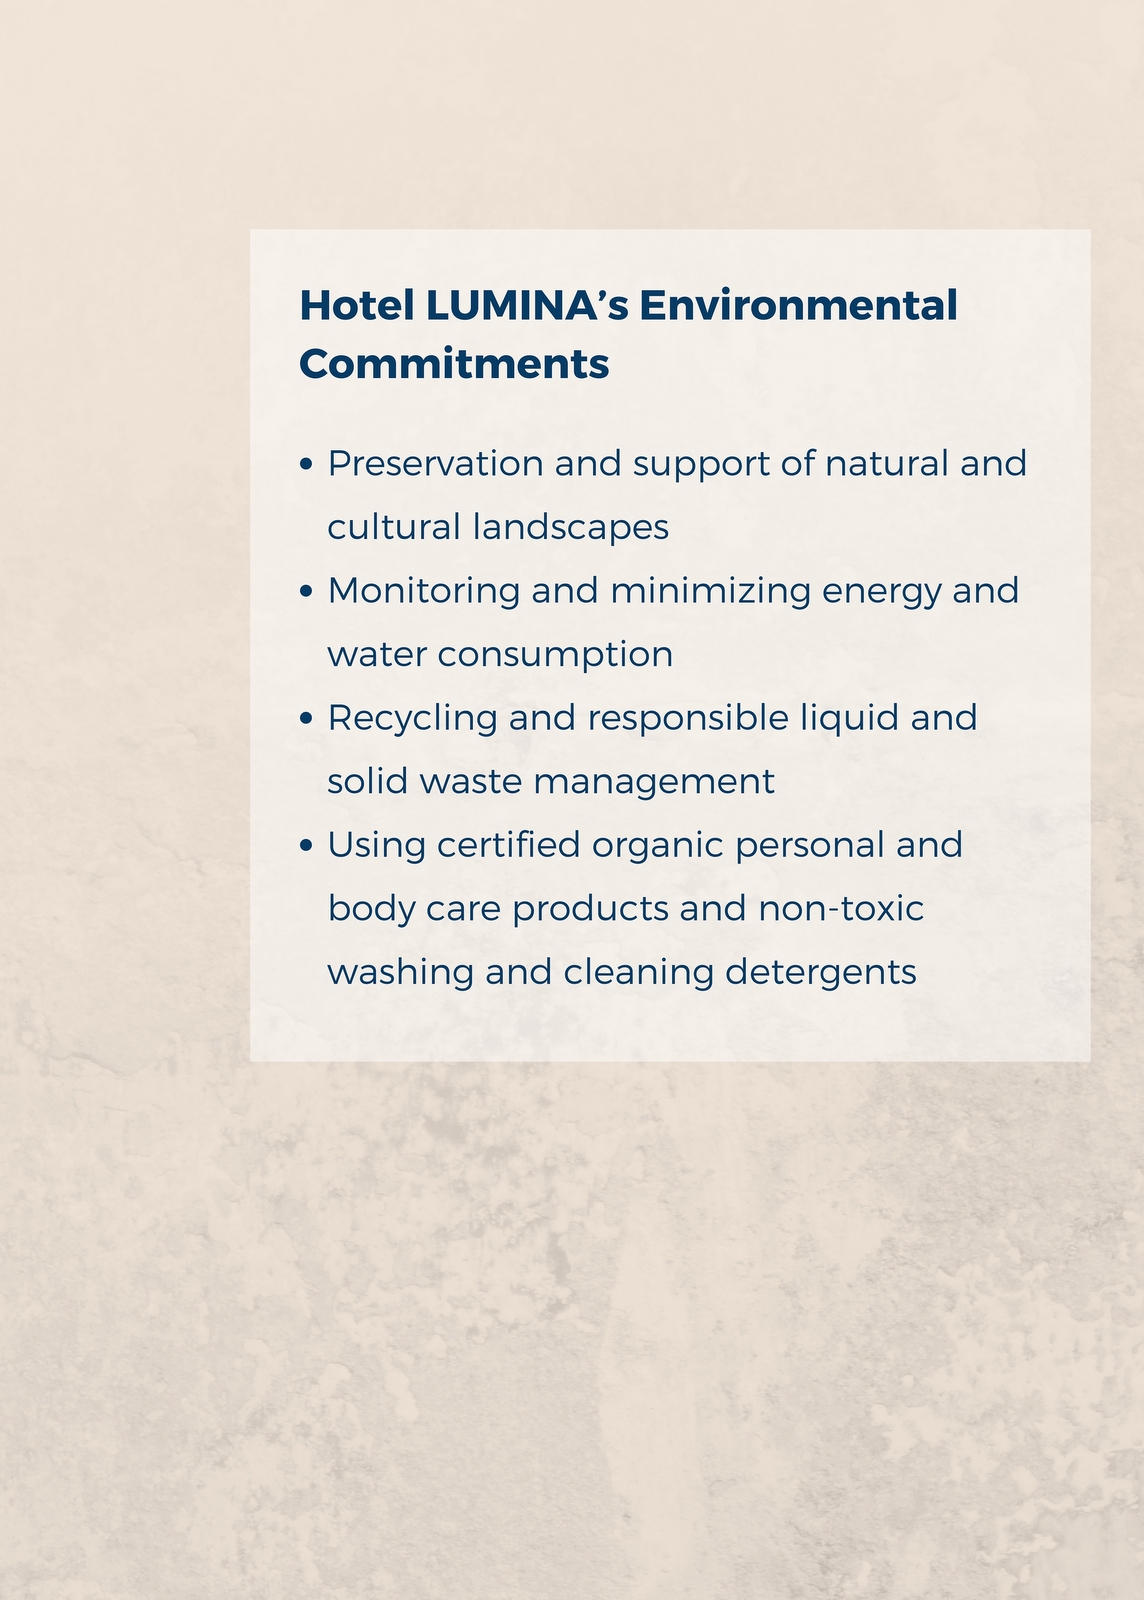 Hotel LUMINA’s Environmental
Commitments
• Preservation and support of natural and
cultural landscapes
• Monitoring and minimizing energy and
water consumption
• Recycling and responsible liquid and
solid waste management
• Using certified organic personal and
body care products and non-toxic
washing and cleaning detergents